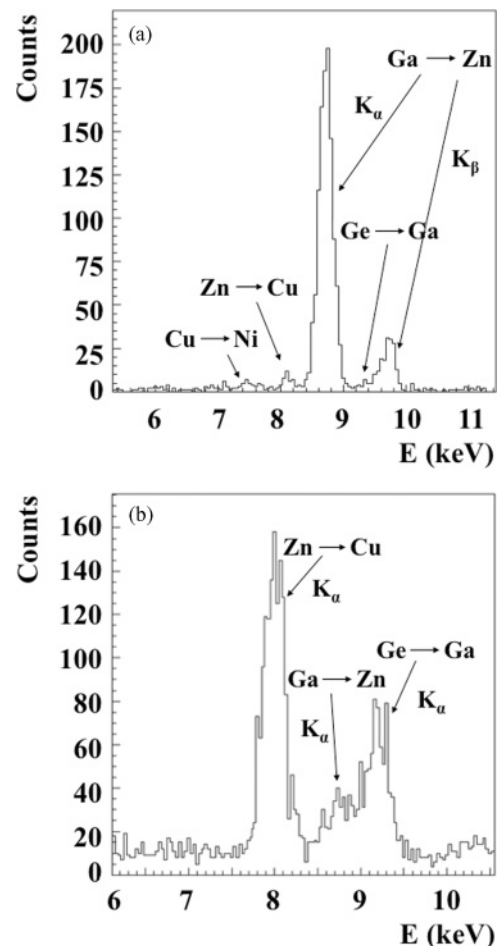 Counts
(a)
200
175
150
125
100
75
50
25
0
Ga → Zn
Kα
Kβ
Ge → Ga
Zn → Cu
Cu → Ni
6 7 8 9 10 11
E (keV)
Counts
(b)
160
140
120
100
80
60
40
20
0
Zn → Cu
Kα
Ge → Ga
Ga → Zn
Kα
Kα
6 7 8 9 10
E (keV)